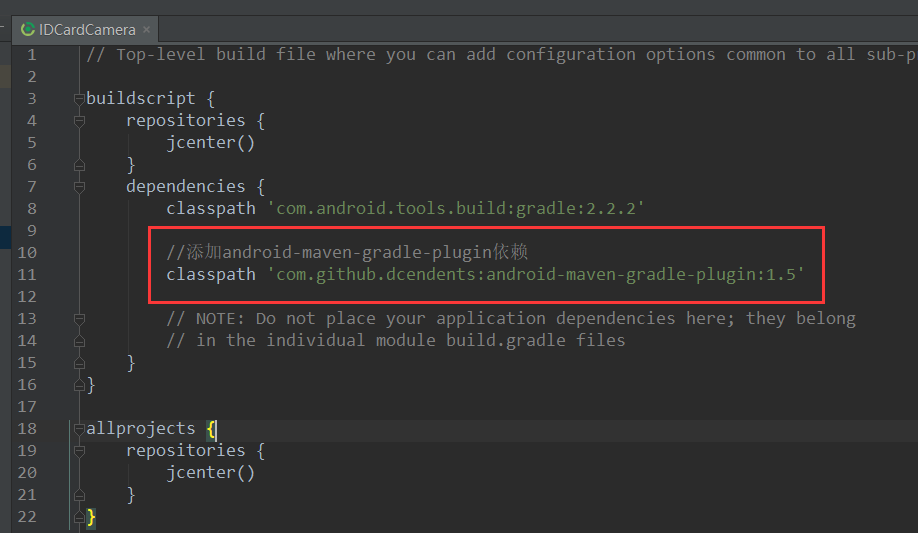 IDCardCamera ×
1 // Top-level build file where you can add configuration options common to all sub-p
2
3 buildscript {
4     repositories {
5         jcenter()
6     }
7     dependencies {
8         classpath 'com.android.tools.build:gradle:2.2.2'
9
10         //添加android-maven-gradle-plugin依赖
11         classpath 'com.github.dcendents:android-maven-gradle-plugin:1.5'
12
13         // NOTE: Do not place your application dependencies here; they belong
14         // in the individual module build.gradle files
15     }
16 }
17
18 allprojects {
19     repositories {
20         jcenter()
21     }
22 }